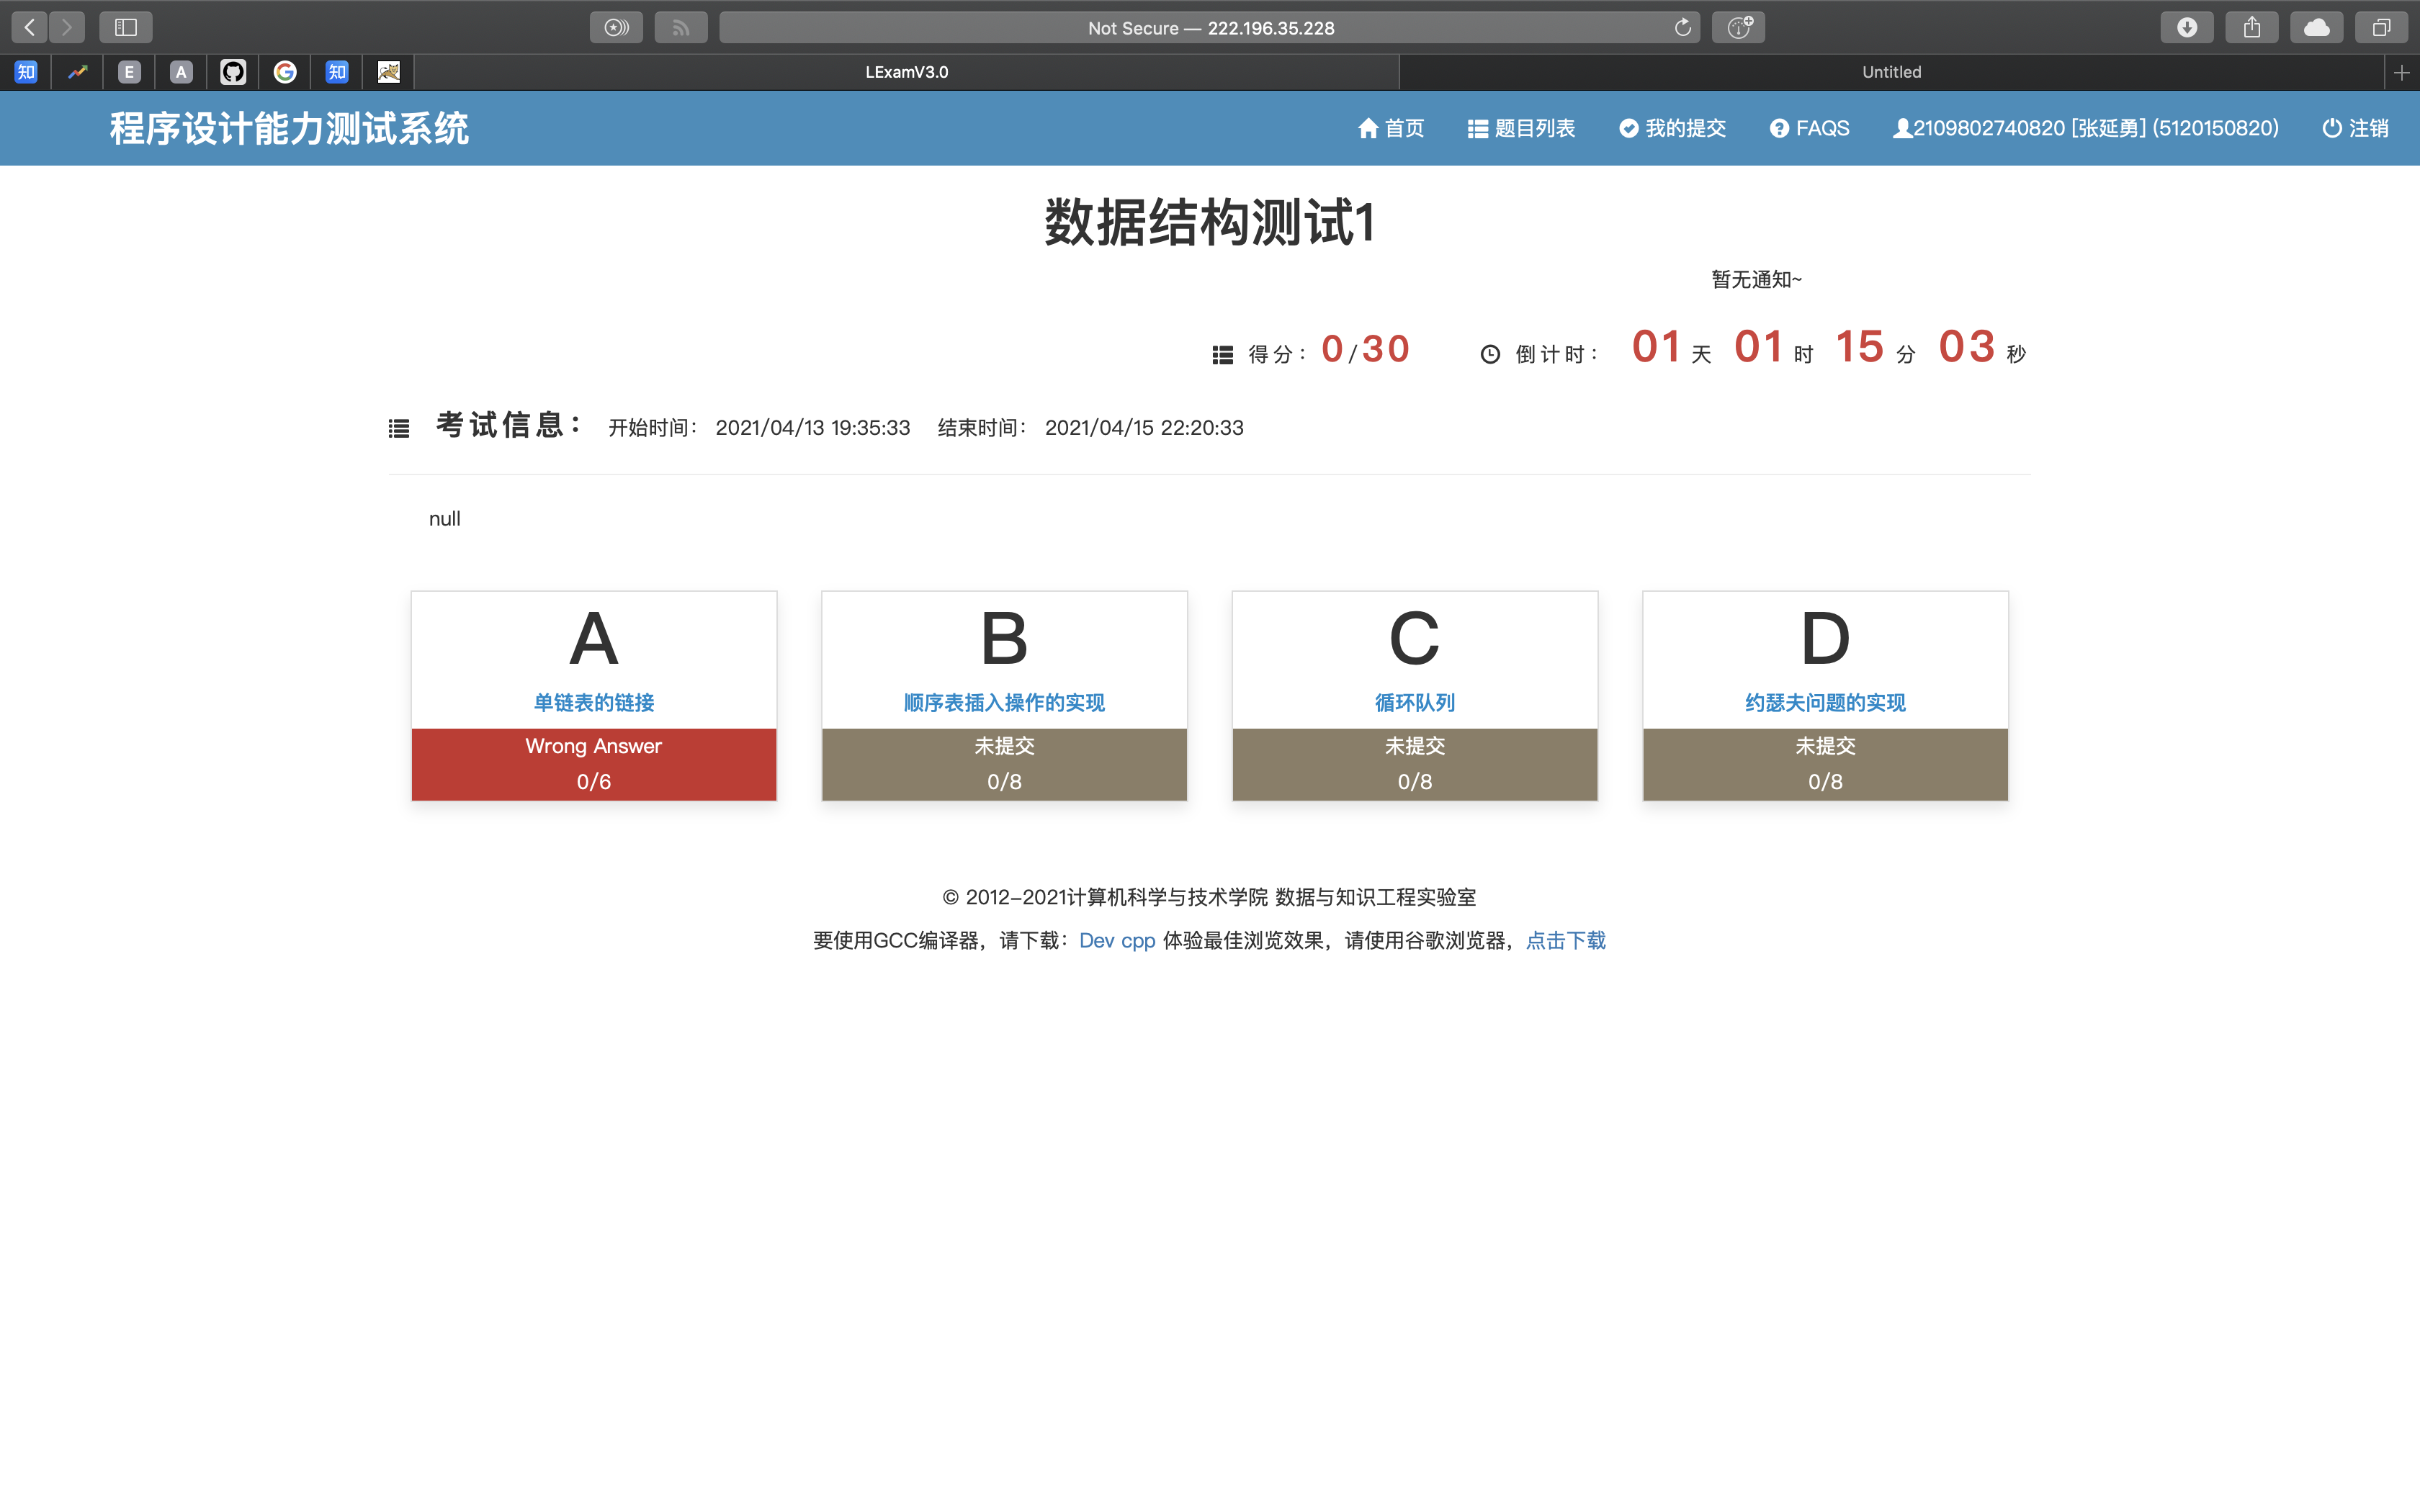 Not Secure — 222.196.35.228
知 E A 知 LExamV3.0 Untitled
程序设计能力测试系统 首页 题目列表 我的提交 FAQS 2109802740820 [张延勇] (5120150820) 注销
数据结构测试1
暂无通知~
得分: 0/30 倒计时: 01 天 01 时 15 分 03 秒
考试信息: 开始时间: 2021/04/13 19:35:33 结束时间: 2021/04/15 22:20:33
null
A
单链表的链接
Wrong Answer
0/6
B
顺序表插入操作的实现
未提交
0/8
C
循环队列
未提交
0/8
D
约瑟夫问题的实现
未提交
0/8
© 2012–2021计算机科学与技术学院 数据与知识工程实验室
要使用GCC编译器，请下载：Dev cpp 体验最佳浏览效果，请使用谷歌浏览器，点击下载